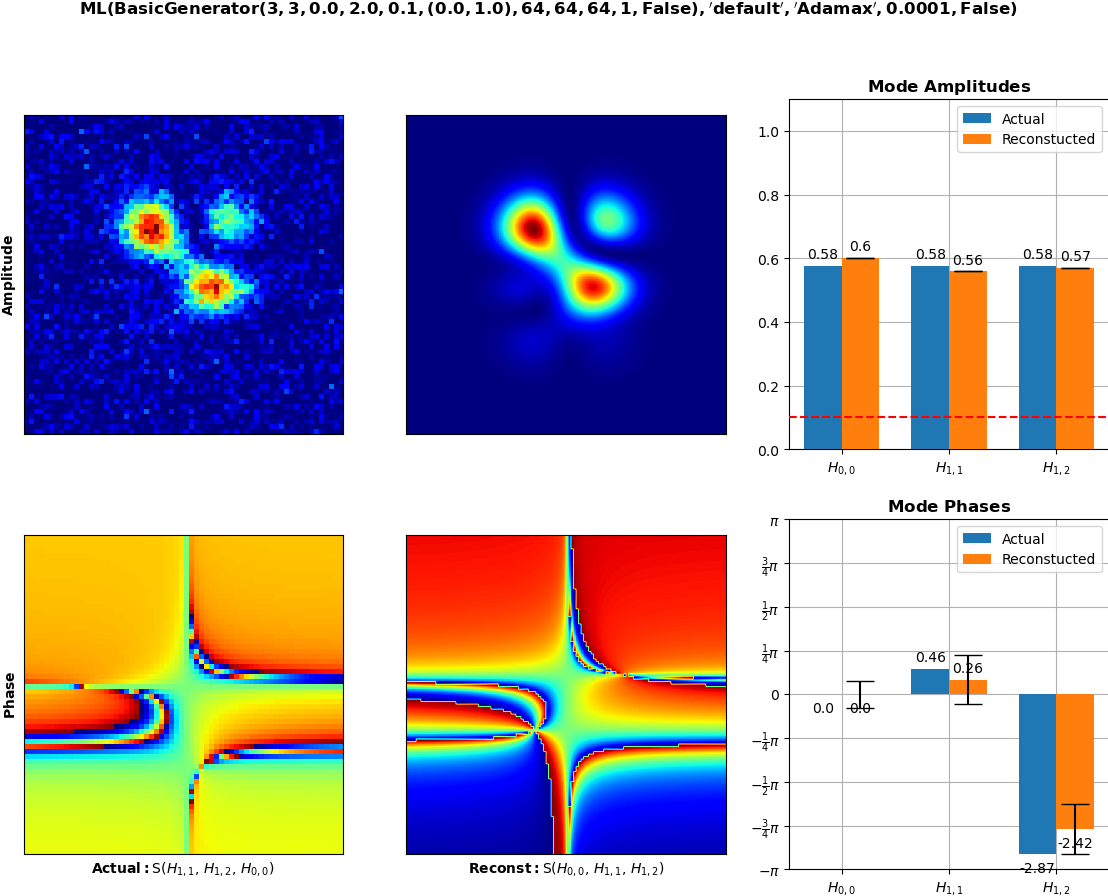 ML(BasicGenerator(3, 3, 0.0, 2.0, 0.1, (0.0, 1.0), 64, 64, 64, 1, False), 'default', 'Adamax', 0.0001, False)
Amplitude
Mode Amplitudes
Actual
Reconstucted
1.0
0.8
0.6
0.4
0.2
0.0
0.58
0.6
0.58
0.56
0.58
0.57
H0,0
H1,1
H1,2
Phase
Actual: S(H1,1, H1,2, H0,0)
Reconst: S(H0,0, H1,1, H1,2)
Mode Phases
Actual
Reconstucted
π
3/4π
1/2π
1/4π
0
−1/4π
−1/2π
−3/4π
−π
0.0
-0.0
0.46
0.26
-2.87
-2.42
H0,0
H1,1
H1,2